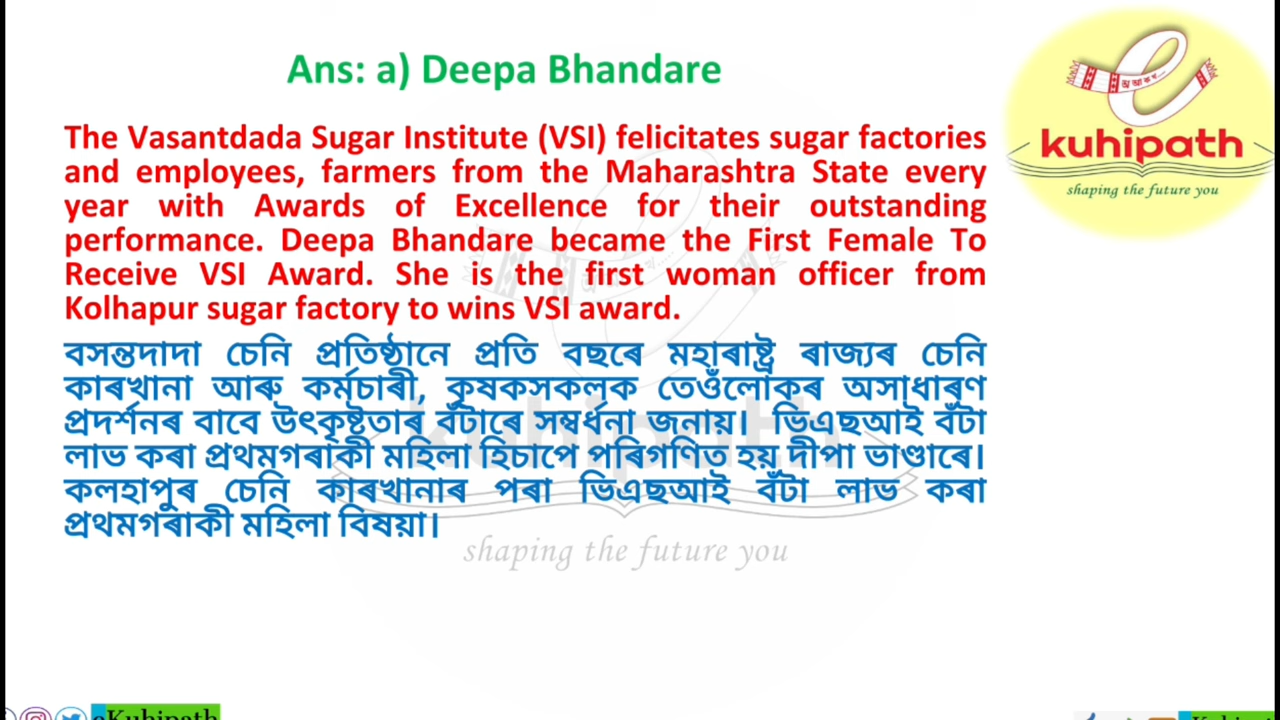 Ans: a) Deepa Bhandare
The Vasantdada Sugar Institute (VSI) felicitates sugar factories
and employees, farmers from the Maharashtra State every
year with Awards of Excellence for their outstanding
performance. Deepa Bhandare became the First Female To
Receive VSI Award. She is the first woman officer from
Kolhapur sugar factory to wins VSI award.
বসন্তদাদা চেনি প্ৰতিষ্ঠানে প্ৰতি বছৰে মহাৰাষ্ট্ৰ ৰাজ্যৰ চেনি
কাৰখানা আৰু কৰ্মচাৰী, কৃষকসকলক তেওঁলোকৰ অসাধাৰণ
প্ৰদৰ্শনৰ বাবে উৎকৃষ্টতাৰ বঁটাৰে সম্বৰ্ধনা জনায়। ভিএছআই বঁটা
লাভ কৰা প্ৰথমগৰাকী মহিলা হিচাপে পৰিগণিত হয় দীপা ভাণ্ডাৰে।
কলহাপুৰ চেনি কাৰখানাৰ পৰা ভিএছআই বঁটা লাভ কৰা
প্ৰথমগৰাকী মহিলা বিষয়া।
অ আ ক খ...
kuhipath
shaping the future you
kuhipath
shaping the future you
eKuhipath
Kuhipat